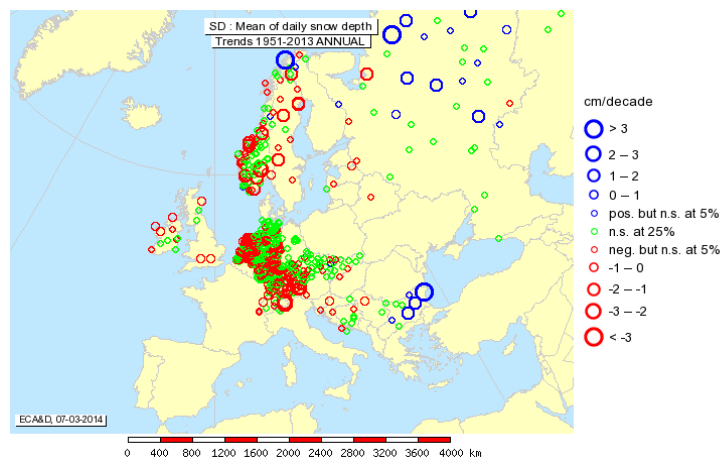 SD : Mean of daily snow depth
Trends 1951-2013 ANNUAL
cm/decade
> 3
2 – 3
1 – 2
0 – 1
pos. but n.s. at 5%
n.s. at 25%
neg. but n.s. at 5%
-1 – 0
-2 – -1
-3 – -2
< -3
ECA&D, 07-03-2014
0 400 800 1200 1600 2000 2400 2800 3200 3600 4000 km